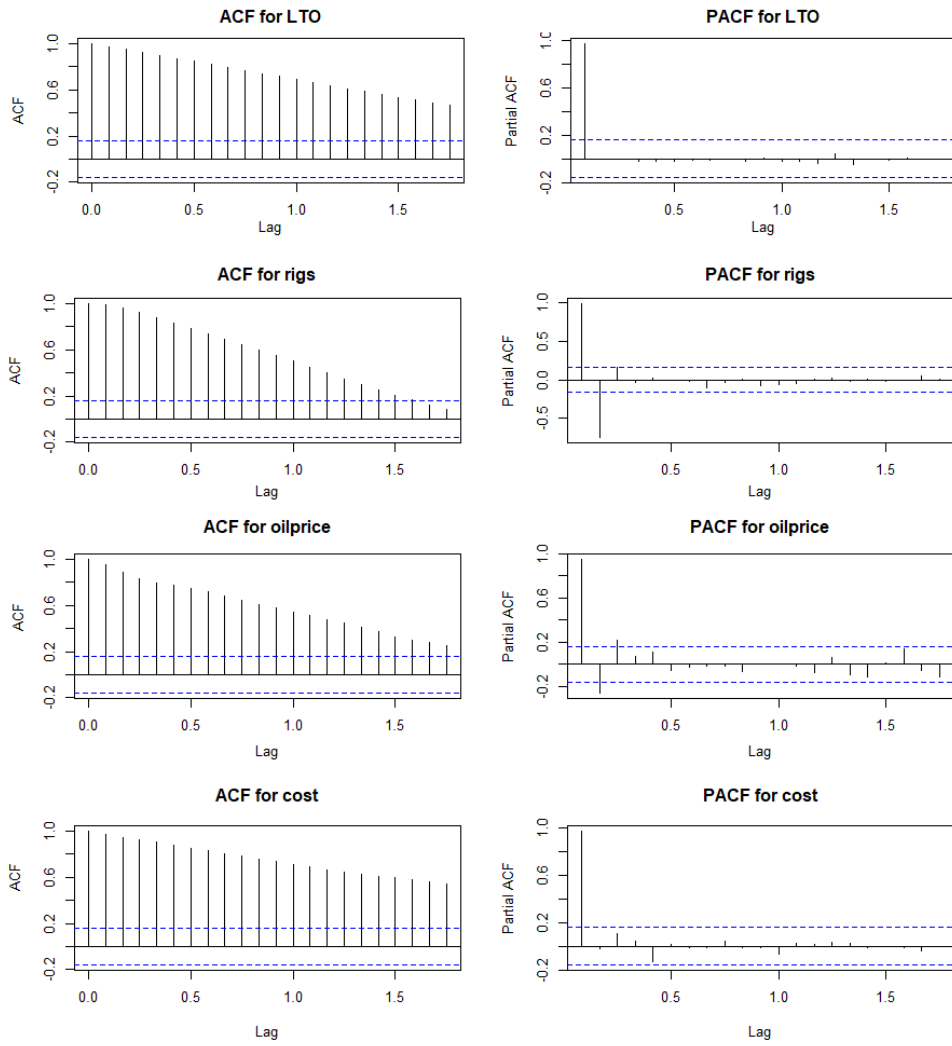 ACF for LTO
ACF
-0.2 0.2 0.6 1.0
0.0 0.5 1.0 1.5
Lag
PACF for LTO
Partial ACF
-0.2 0.2 0.6 1.0
0.5 1.0 1.5
Lag
ACF for rigs
ACF
-0.2 0.2 0.6 1.0
0.0 0.5 1.0 1.5
Lag
PACF for rigs
Partial ACF
-0.5 0.0 0.5 1.0
0.5 1.0 1.5
Lag
ACF for oilprice
ACF
-0.2 0.2 0.6 1.0
0.0 0.5 1.0 1.5
Lag
PACF for oilprice
Partial ACF
-0.2 0.2 0.6 1.0
0.5 1.0 1.5
Lag
ACF for cost
ACF
-0.2 0.2 0.6 1.0
0.0 0.5 1.0 1.5
Lag
PACF for cost
Partial ACF
-0.2 0.2 0.6 1.0
0.5 1.0 1.5
Lag